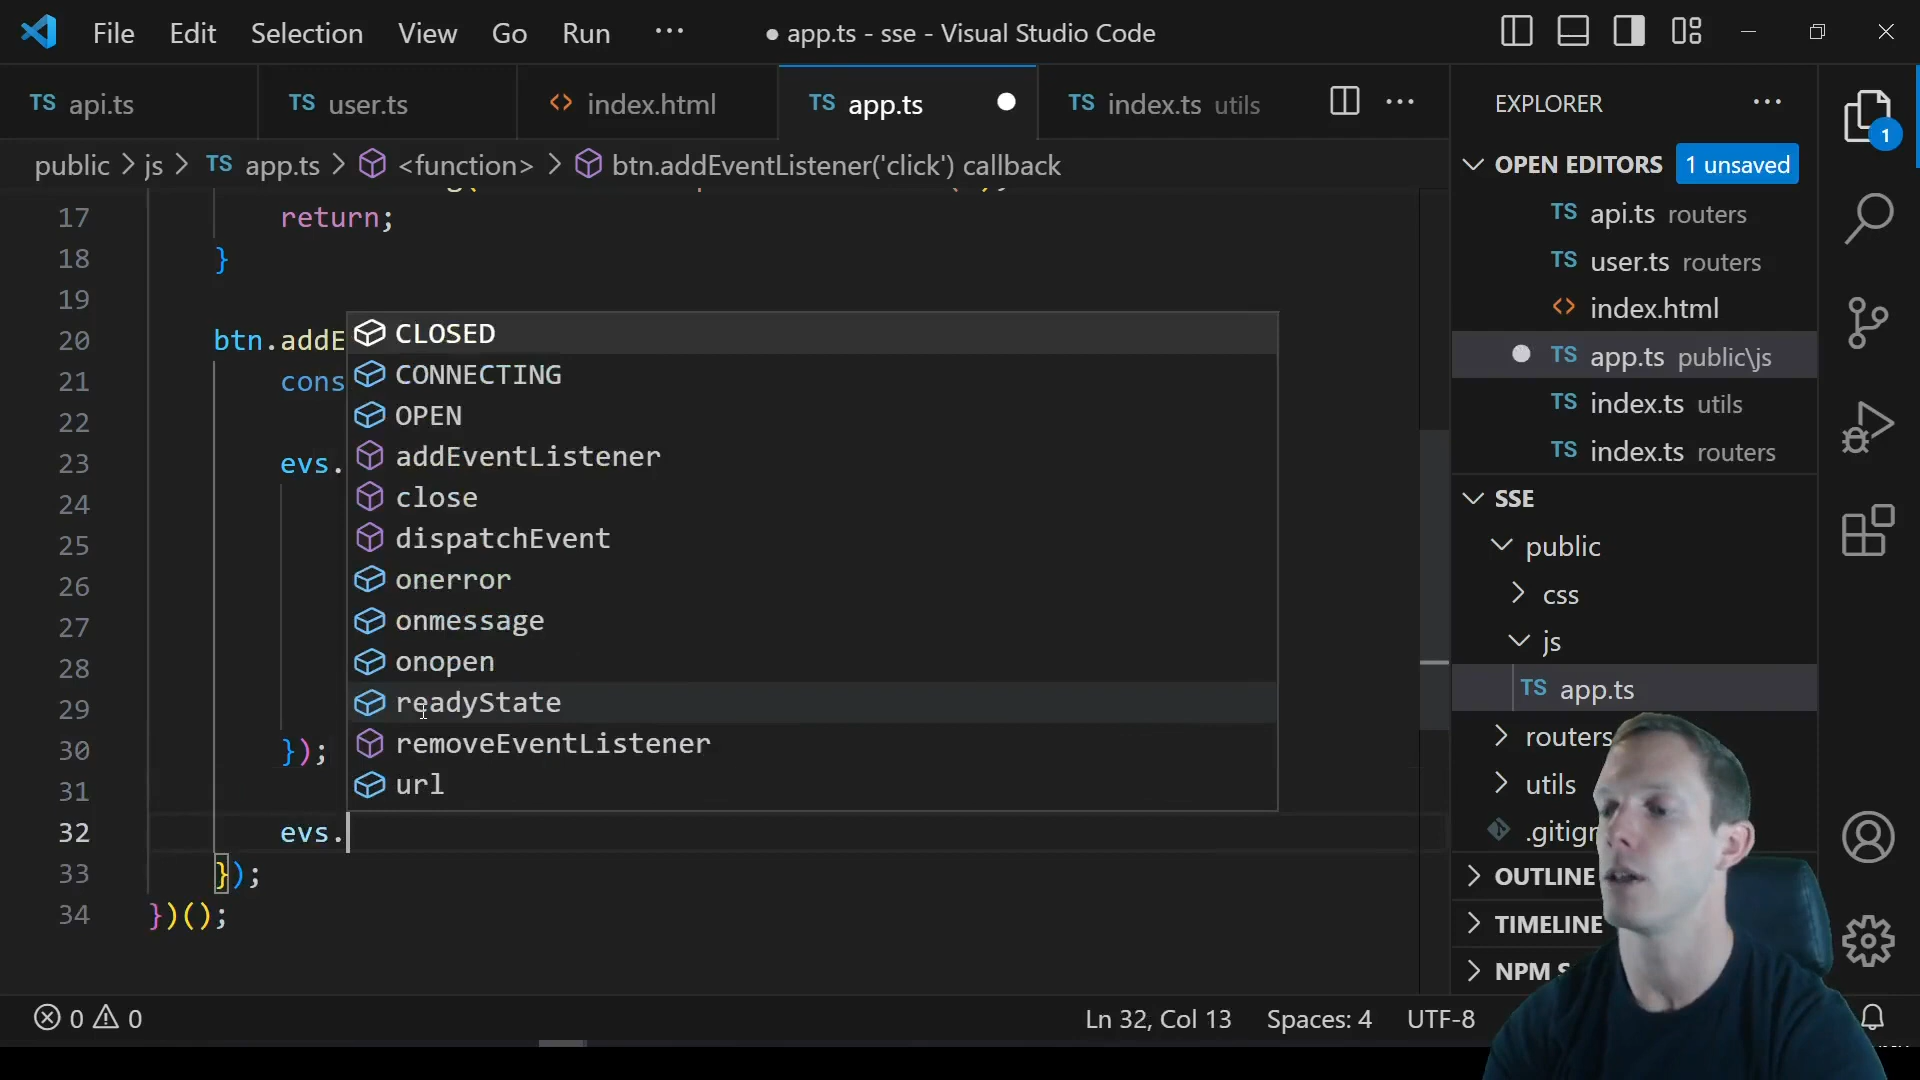 File Edit Selection View Go Run ··· ● app.ts - sse - Visual Studio Code
TS api.ts TS user.ts <> index.html TS app.ts ● TS index.ts utils ···
public > js > TS app.ts > <function> > btn.addEventListener('click') callback
17 return;
18 }
19
20 btn.addE
21 cons
22
23 evs.
24
25
26
27
28
29
30 });
31
32 evs.
33 });
34 })();
CLOSED
CONNECTING
OPEN
addEventListener
close
dispatchEvent
onerror
onmessage
onopen
readyState
removeEventListener
url
EXPLORER ···
OPEN EDITORS 1 unsaved
TS api.ts routers
TS user.ts routers
<> index.html
● TS app.ts public\js
TS index.ts utils
TS index.ts routers
SSE
public
css
js
TS app.ts
routers
utils
.gitign
OUTLINE
TIMELINE
NPM S
1
0 0 Ln 32, Col 13 Spaces: 4 UTF-8